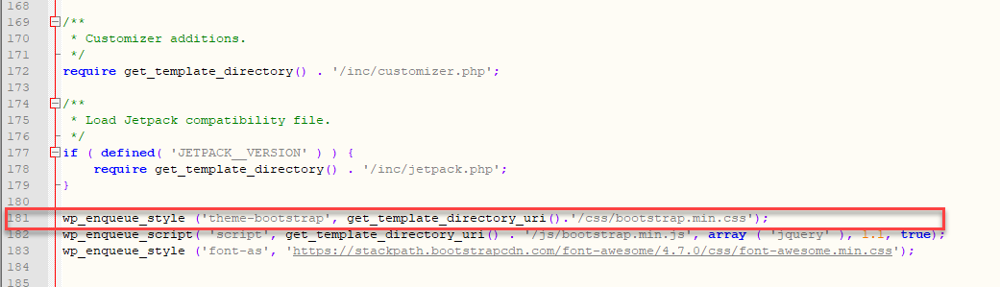 168
169 /**
170 * Customizer additions.
171 */
172 require get_template_directory() . '/inc/customizer.php';
173
174 /**
175 * Load Jetpack compatibility file.
176 */
177 if ( defined( 'JETPACK__VERSION' ) ) {
178 require get_template_directory() . '/inc/jetpack.php';
179 }
180
181 wp_enqueue_style ('theme-bootstrap', get_template_directory_uri().'/css/bootstrap.min.css');
182 wp_enqueue_script( 'script', get_template_directory_uri() . '/js/bootstrap.min.js', array ( 'jquery' ), 1.1, true);
183 wp_enqueue_style ('font-as', 'https://stackpath.bootstrapcdn.com/font-awesome/4.7.0/css/font-awesome.min.css');
184
185